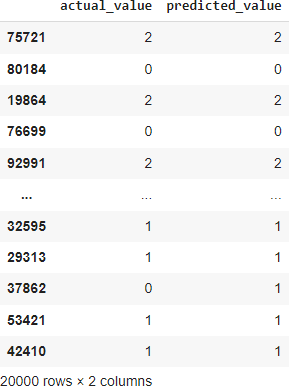 actual_value predicted_value
75721 2 2
80184 0 0
19864 2 2
76699 0 0
92991 2 2
... ... ...
32595 1 1
29313 1 1
37862 0 1
53421 1 1
42410 1 1
20000 rows × 2 columns